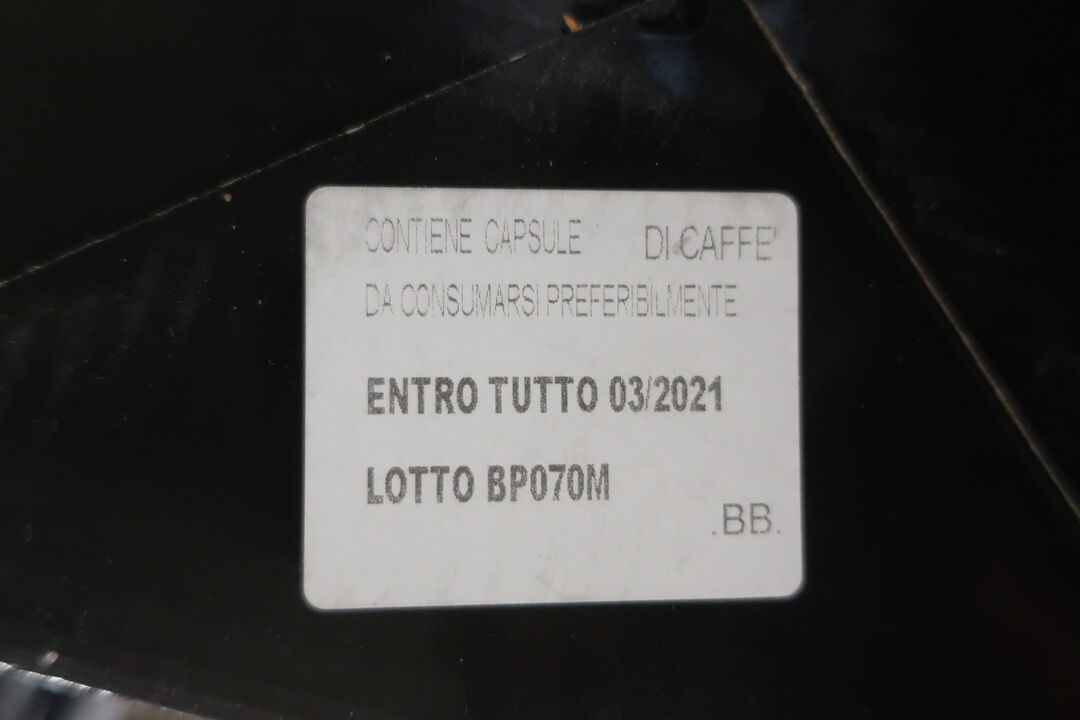 CONTIENE CAPSULE DI CAFFE'
DA CONSUMARSI PREFERIBILMENTE
ENTRO TUTTO 03/2021
LOTTO BP070M
.BB.